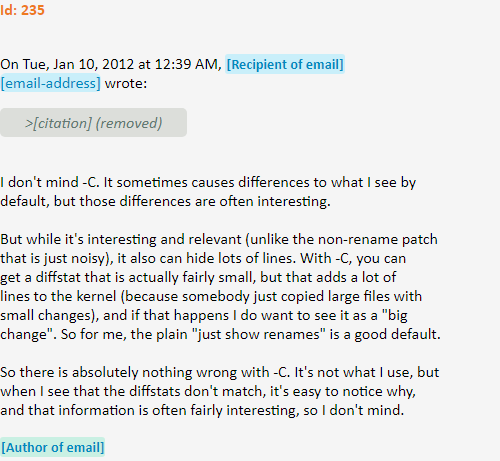 Id: 235
On Tue, Jan 10, 2012 at 12:39 AM, [Recipient of email]
[email-address] wrote:
>[citation] (removed)
I don't mind -C. It sometimes causes differences to what I see by
default, but those differences are often interesting.
But while it's interesting and relevant (unlike the non-rename patch
that is just noisy), it also can hide lots of lines. With -C, you can
get a diffstat that is actually fairly small, but that adds a lot of
lines to the kernel (because somebody just copied large files with
small changes), and if that happens I do want to see it as a "big
change". So for me, the plain "just show renames" is a good default.
So there is absolutely nothing wrong with -C. It's not what I use, but
when I see that the diffstats don't match, it's easy to notice why,
and that information is often fairly interesting, so I don't mind.
[Author of email]